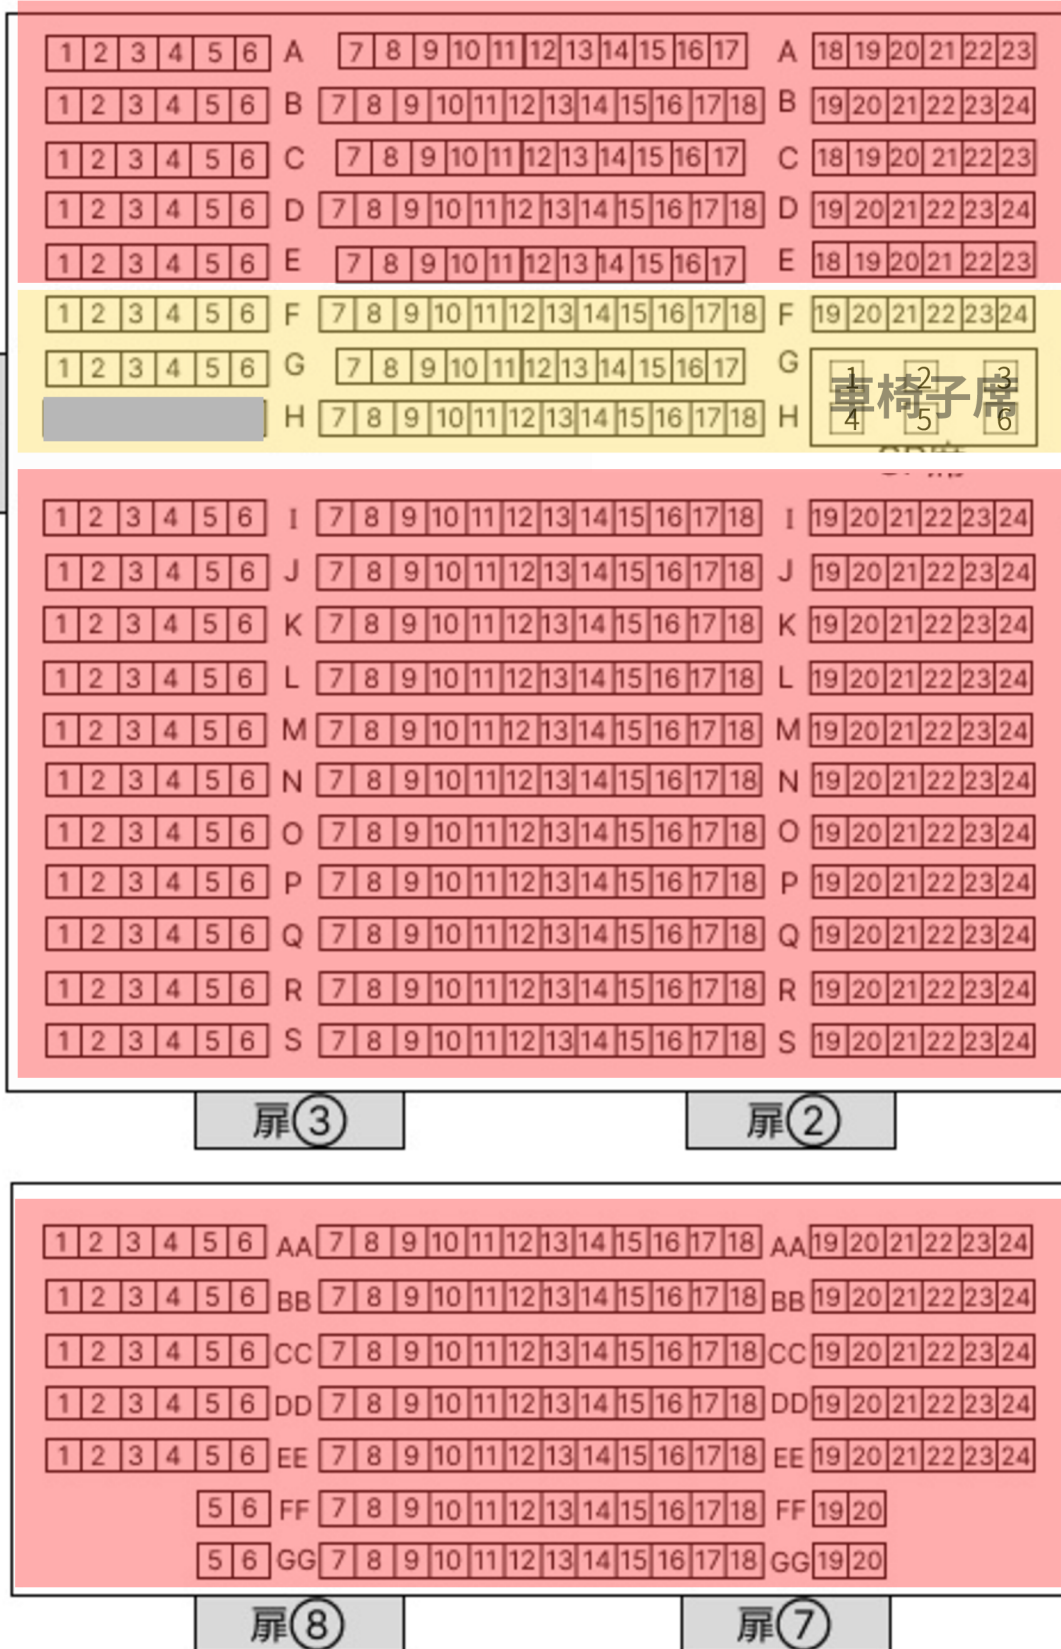 1 2 3 4 5 6 A 7 8 9 10 11 12 13 14 15 16 17 A 18 19 20 21 22 23
1 2 3 4 5 6 B 7 8 9 10 11 12 13 14 15 16 17 18 B 19 20 21 22 23 24
1 2 3 4 5 6 C 7 8 9 10 11 12 13 14 15 16 17 C 18 19 20 21 22 23
1 2 3 4 5 6 D 7 8 9 10 11 12 13 14 15 16 17 18 D 19 20 21 22 23 24
1 2 3 4 5 6 E 7 8 9 10 11 12 13 14 15 16 17 E 18 19 20 21 22 23
1 2 3 4 5 6 F 7 8 9 10 11 12 13 14 15 16 17 18 F 19 20 21 22 23 24
1 2 3 4 5 6 G 7 8 9 10 11 12 13 14 15 16 17 G 1 2 3
車椅子席
H 7 8 9 10 11 12 13 14 15 16 17 18 H 4 5 6
1 2 3 4 5 6 I 7 8 9 10 11 12 13 14 15 16 17 18 I 19 20 21 22 23 24
1 2 3 4 5 6 J 7 8 9 10 11 12 13 14 15 16 17 18 J 19 20 21 22 23 24
1 2 3 4 5 6 K 7 8 9 10 11 12 13 14 15 16 17 18 K 19 20 21 22 23 24
1 2 3 4 5 6 L 7 8 9 10 11 12 13 14 15 16 17 18 L 19 20 21 22 23 24
1 2 3 4 5 6 M 7 8 9 10 11 12 13 14 15 16 17 18 M 19 20 21 22 23 24
1 2 3 4 5 6 N 7 8 9 10 11 12 13 14 15 16 17 18 N 19 20 21 22 23 24
1 2 3 4 5 6 O 7 8 9 10 11 12 13 14 15 16 17 18 O 19 20 21 22 23 24
1 2 3 4 5 6 P 7 8 9 10 11 12 13 14 15 16 17 18 P 19 20 21 22 23 24
1 2 3 4 5 6 Q 7 8 9 10 11 12 13 14 15 16 17 18 Q 19 20 21 22 23 24
1 2 3 4 5 6 R 7 8 9 10 11 12 13 14 15 16 17 18 R 19 20 21 22 23 24
1 2 3 4 5 6 S 7 8 9 10 11 12 13 14 15 16 17 18 S 19 20 21 22 23 24
扉③ 扉②
1 2 3 4 5 6 AA 7 8 9 10 11 12 13 14 15 16 17 18 AA 19 20 21 22 23 24
1 2 3 4 5 6 BB 7 8 9 10 11 12 13 14 15 16 17 18 BB 19 20 21 22 23 24
1 2 3 4 5 6 CC 7 8 9 10 11 12 13 14 15 16 17 18 CC 19 20 21 22 23 24
1 2 3 4 5 6 DD 7 8 9 10 11 12 13 14 15 16 17 18 DD 19 20 21 22 23 24
1 2 3 4 5 6 EE 7 8 9 10 11 12 13 14 15 16 17 18 EE 19 20 21 22 23 24
5 6 FF 7 8 9 10 11 12 13 14 15 16 17 18 FF 19 20
5 6 GG 7 8 9 10 11 12 13 14 15 16 17 18 GG 19 20
扉⑧ 扉⑦